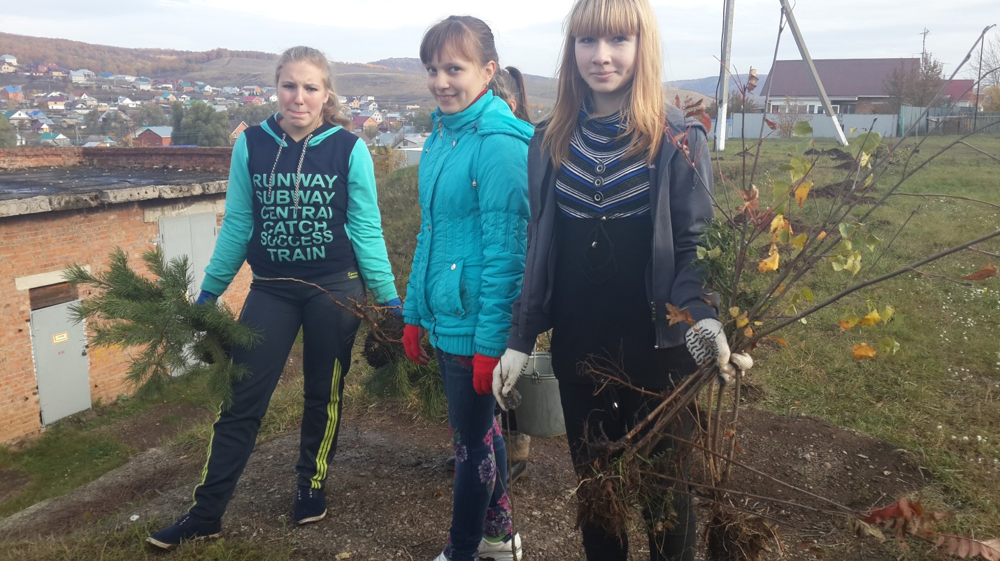 RUNWAY
SUBWAY
CENTRAL
CATCH
SUCCESS
TRAIN